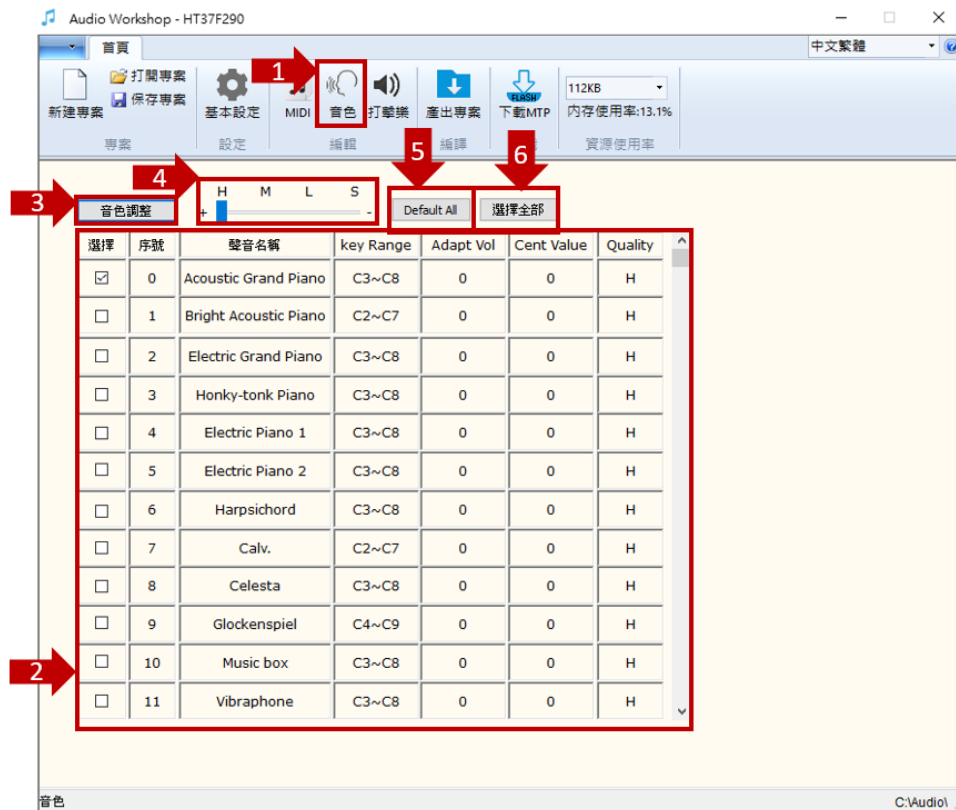 Audio Workshop - HT37F290
首頁
中文繁體
新建專案
打開專案
保存專案
基本設定
MIDI
音色
打擊樂
產出專案
FLASH
下載MTP
112KB
內存使用率:13.1%
專案
設定
編輯
編譯
資源使用率
1
5
6
4
3
音色調整
H M L S
+ -
Default All
選擇全部
選擇 序號 聲音名稱 key Range Adapt Vol Cent Value Quality
0 Acoustic Grand Piano C3~C8 0 0 H
1 Bright Acoustic Piano C2~C7 0 0 H
2 Electric Grand Piano C3~C8 0 0 H
3 Honky-tonk Piano C3~C8 0 0 H
4 Electric Piano 1 C3~C8 0 0 H
5 Electric Piano 2 C3~C8 0 0 H
6 Harpsichord C3~C8 0 0 H
7 Calv. C2~C7 0 0 H
8 Celesta C3~C8 0 0 H
9 Glockenspiel C4~C9 0 0 H
10 Music box C3~C8 0 0 H
2
11 Vibraphone C3~C8 0 0 H
音色
C:\Audio\